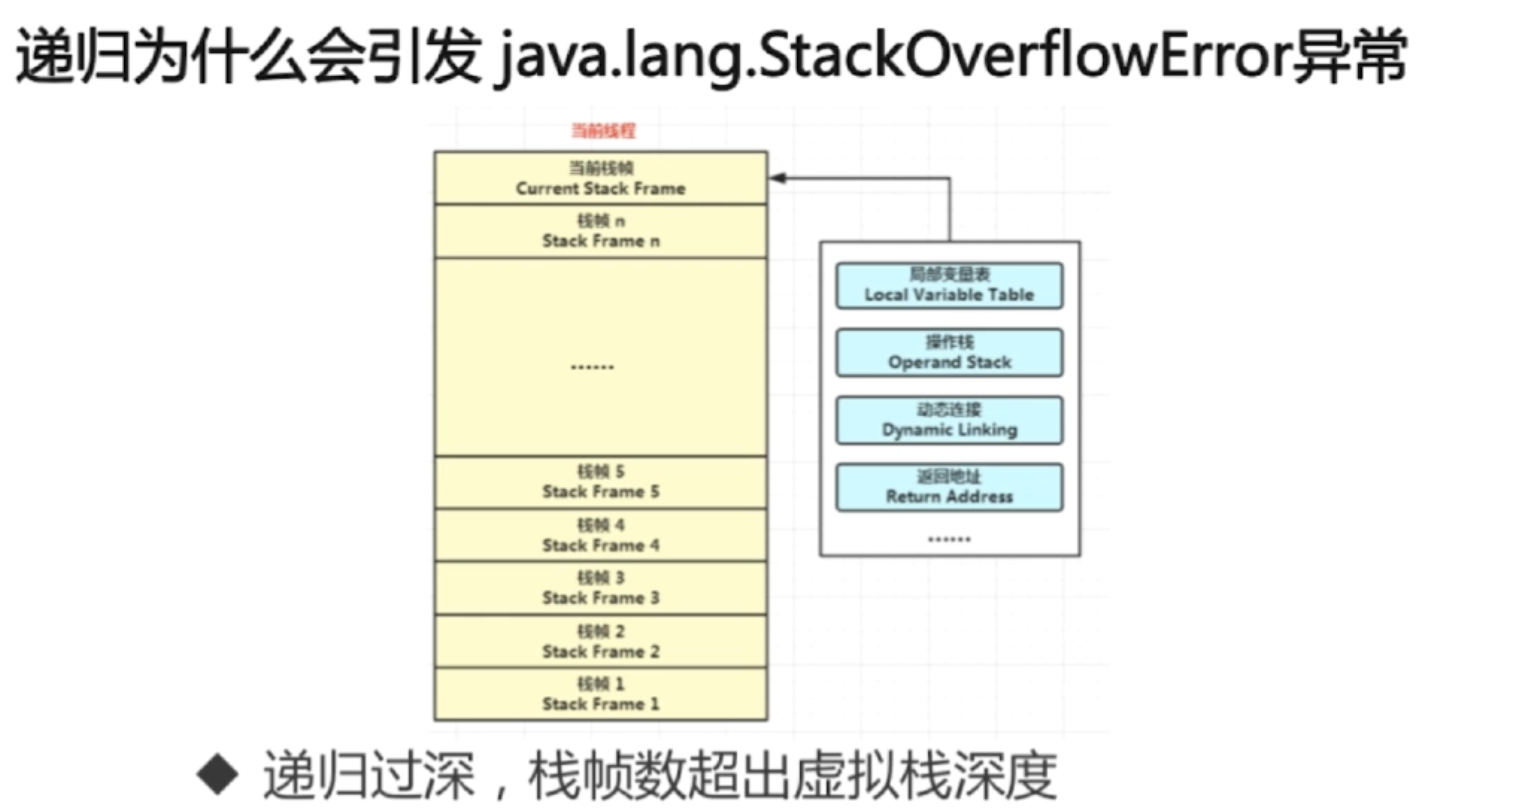 递归为什么会引发 java.lang.StackOverflowError异常
当前线程
当前栈帧
Current Stack Frame
栈帧 n
Stack Frame n
......
栈帧 5
Stack Frame 5
栈帧 4
Stack Frame 4
栈帧 3
Stack Frame 3
栈帧 2
Stack Frame 2
栈帧 1
Stack Frame 1
局部变量表
Local Variable Table
操作栈
Operand Stack
动态连接
Dynamic Linking
返回地址
Return Address
......
◆ 递归过深，栈帧数超出虚拟栈深度